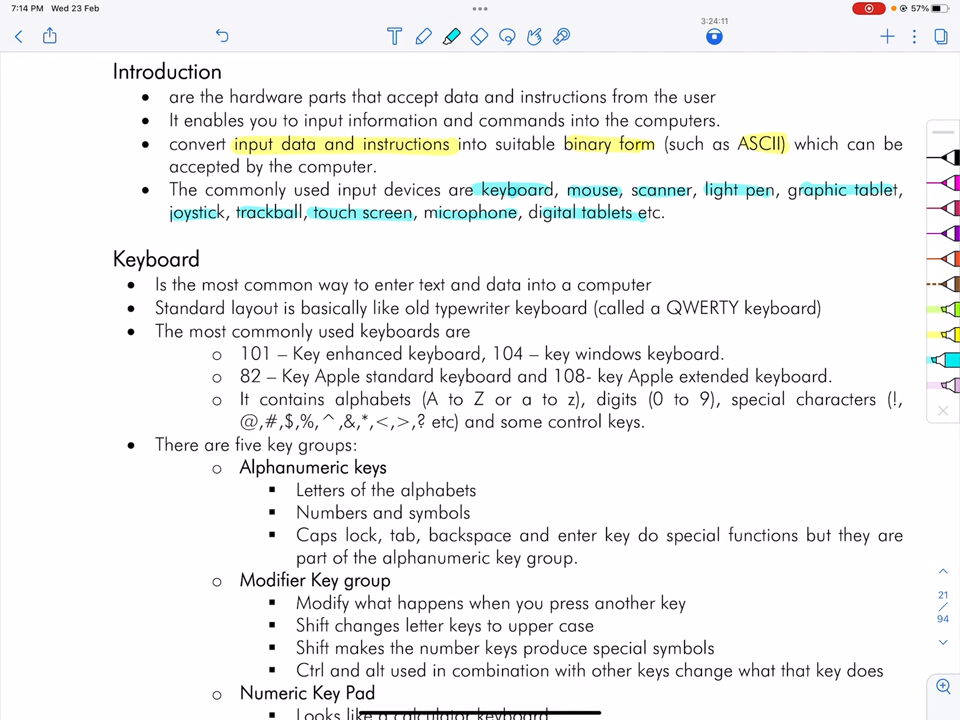 7:14 PM Wed 23 Feb
57%
3:24:11
Introduction
• are the hardware parts that accept data and instructions from the user
• It enables you to input information and commands into the computers.
• convert input data and instructions into suitable binary form (such as ASCII) which can be
accepted by the computer.
• The commonly used input devices are keyboard, mouse, scanner, light pen, graphic tablet,
joystick, trackball, touch screen, microphone, digital tablets etc.
Keyboard
• Is the most common way to enter text and data into a computer
• Standard layout is basically like old typewriter keyboard (called a QWERTY keyboard)
• The most commonly used keyboards are
o 101 – Key enhanced keyboard, 104 – key windows keyboard.
o 82 – Key Apple standard keyboard and 108- key Apple extended keyboard.
o It contains alphabets (A to Z or a to z), digits (0 to 9), special characters (!,
@,#,$,%,^,&,*,<,>,? etc) and some control keys.
• There are five key groups:
o Alphanumeric keys
▪ Letters of the alphabets
▪ Numbers and symbols
▪ Caps lock, tab, backspace and enter key do special functions but they are
part of the alphanumeric key group.
o Modifier Key group
▪ Modify what happens when you press another key
▪ Shift changes letter keys to upper case
▪ Shift makes the number keys produce special symbols
▪ Ctrl and alt used in combination with other keys change what that key does
o Numeric Key Pad
▪ Looks like a calculator keyboard
21
/
94